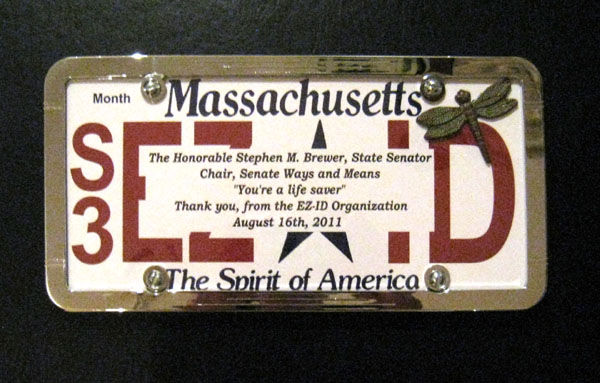 Month
Massachusetts
S3 EZ ID
The Honorable Stephen M. Brewer, State Senator
Chair, Senate Ways and Means
"You're a life saver"
Thank you, from the EZ-ID Organization
August 16th, 2011
The Spirit of America